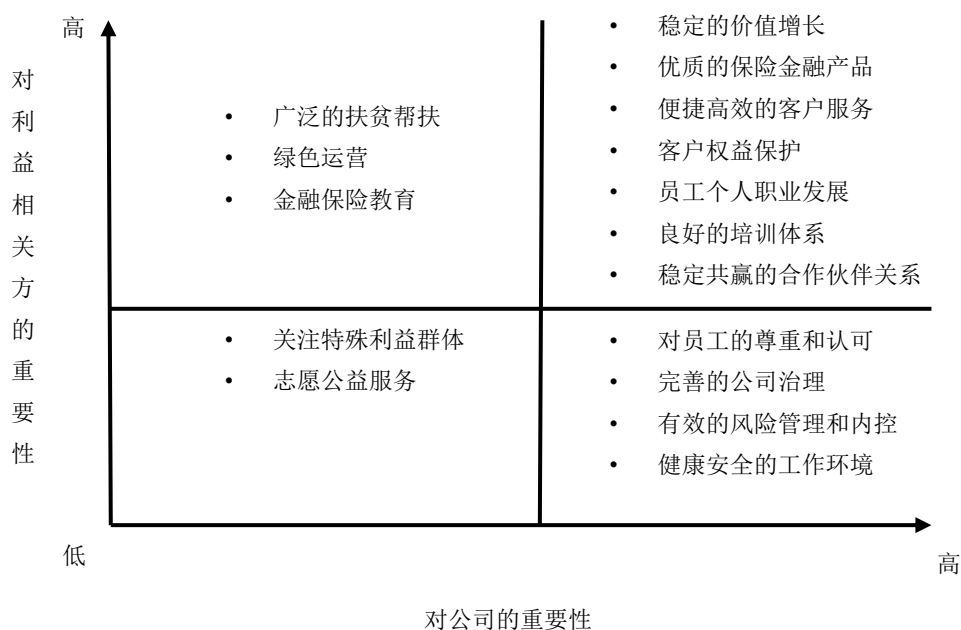 高
对利益相关方的重要性
• 广泛的扶贫帮扶
• 绿色运营
• 金融保险教育
• 稳定的价值增长
• 优质的保险金融产品
• 便捷高效的客户服务
• 客户权益保护
• 员工个人职业发展
• 良好的培训体系
• 稳定共赢的合作伙伴关系
• 关注特殊利益群体
• 志愿公益服务
• 对员工的尊重和认可
• 完善的公司治理
• 有效的风险管理和内控
• 健康安全的工作环境
低
高
对公司的重要性